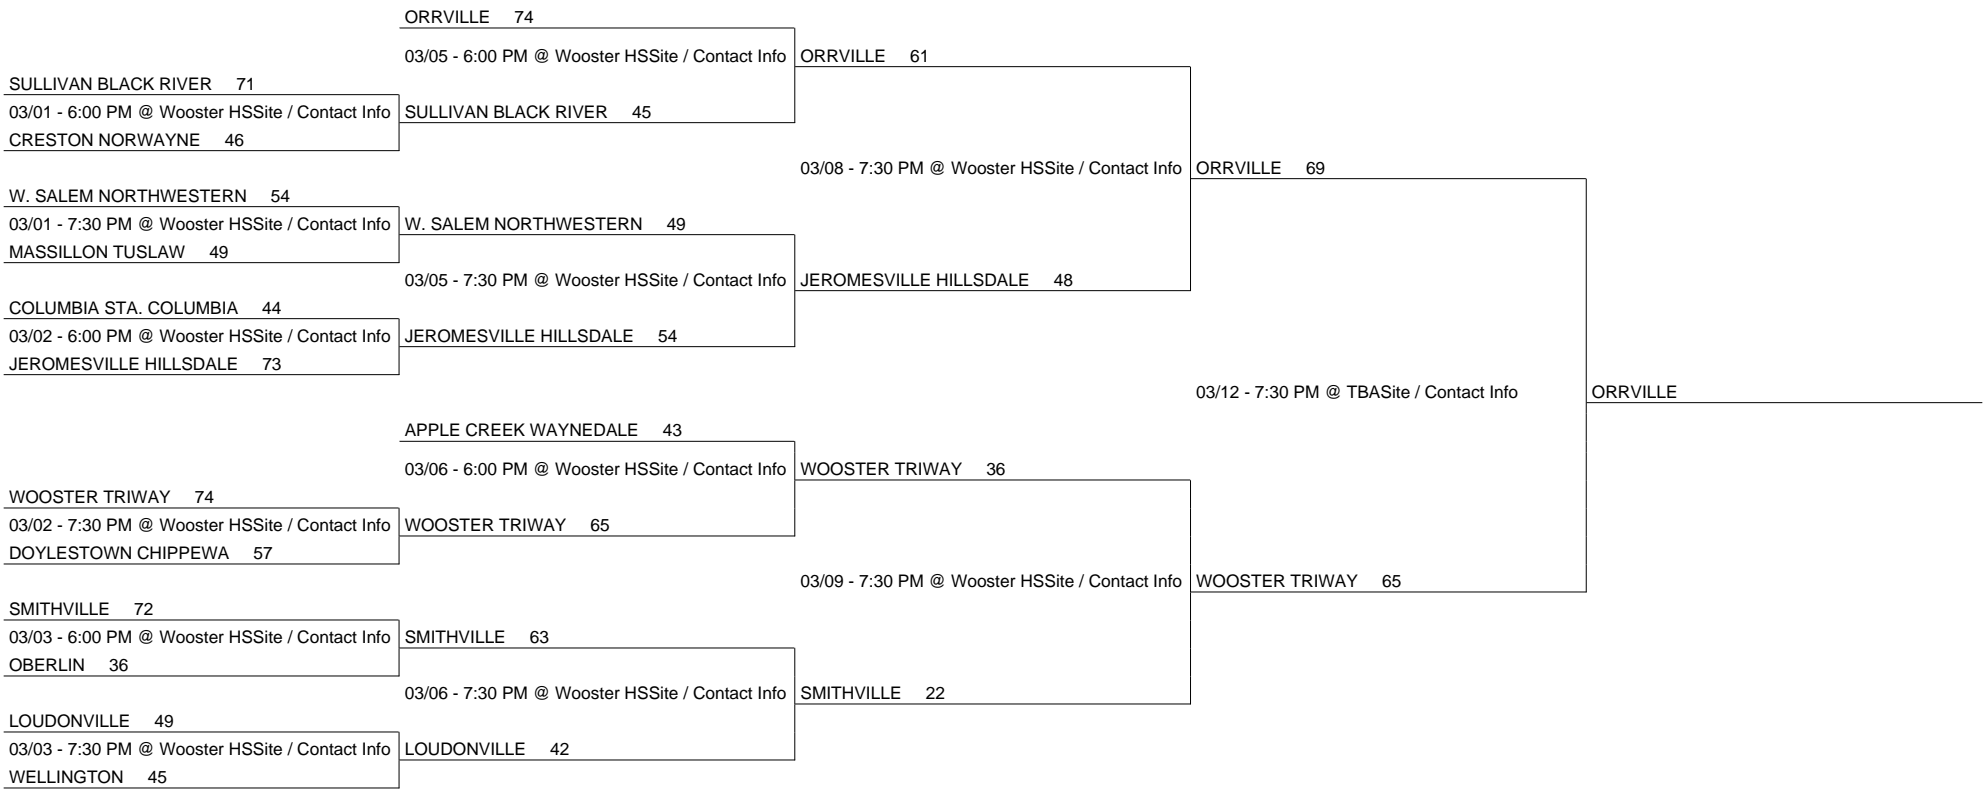 ORRVILLE 74
03/05 - 6:00 PM @ Wooster HSSite / Contact Info
ORRVILLE 61
SULLIVAN BLACK RIVER 71
03/01 - 6:00 PM @ Wooster HSSite / Contact Info
SULLIVAN BLACK RIVER 45
CRESTON NORWAYNE 46
03/08 - 7:30 PM @ Wooster HSSite / Contact Info
ORRVILLE 69
W. SALEM NORTHWESTERN 54
03/01 - 7:30 PM @ Wooster HSSite / Contact Info
W. SALEM NORTHWESTERN 49
MASSILLON TUSLAW 49
03/05 - 7:30 PM @ Wooster HSSite / Contact Info
JEROMESVILLE HILLSDALE 48
COLUMBIA STA. COLUMBIA 44
03/02 - 6:00 PM @ Wooster HSSite / Contact Info
JEROMESVILLE HILLSDALE 54
JEROMESVILLE HILLSDALE 73
03/12 - 7:30 PM @ TBASite / Contact Info
ORRVILLE
APPLE CREEK WAYNEDALE 43
03/06 - 6:00 PM @ Wooster HSSite / Contact Info
WOOSTER TRIWAY 36
WOOSTER TRIWAY 74
03/02 - 7:30 PM @ Wooster HSSite / Contact Info
WOOSTER TRIWAY 65
DOYLESTOWN CHIPPEWA 57
03/09 - 7:30 PM @ Wooster HSSite / Contact Info
WOOSTER TRIWAY 65
SMITHVILLE 72
03/03 - 6:00 PM @ Wooster HSSite / Contact Info
SMITHVILLE 63
OBERLIN 36
03/06 - 7:30 PM @ Wooster HSSite / Contact Info
SMITHVILLE 22
LOUDONVILLE 49
03/03 - 7:30 PM @ Wooster HSSite / Contact Info
LOUDONVILLE 42
WELLINGTON 45